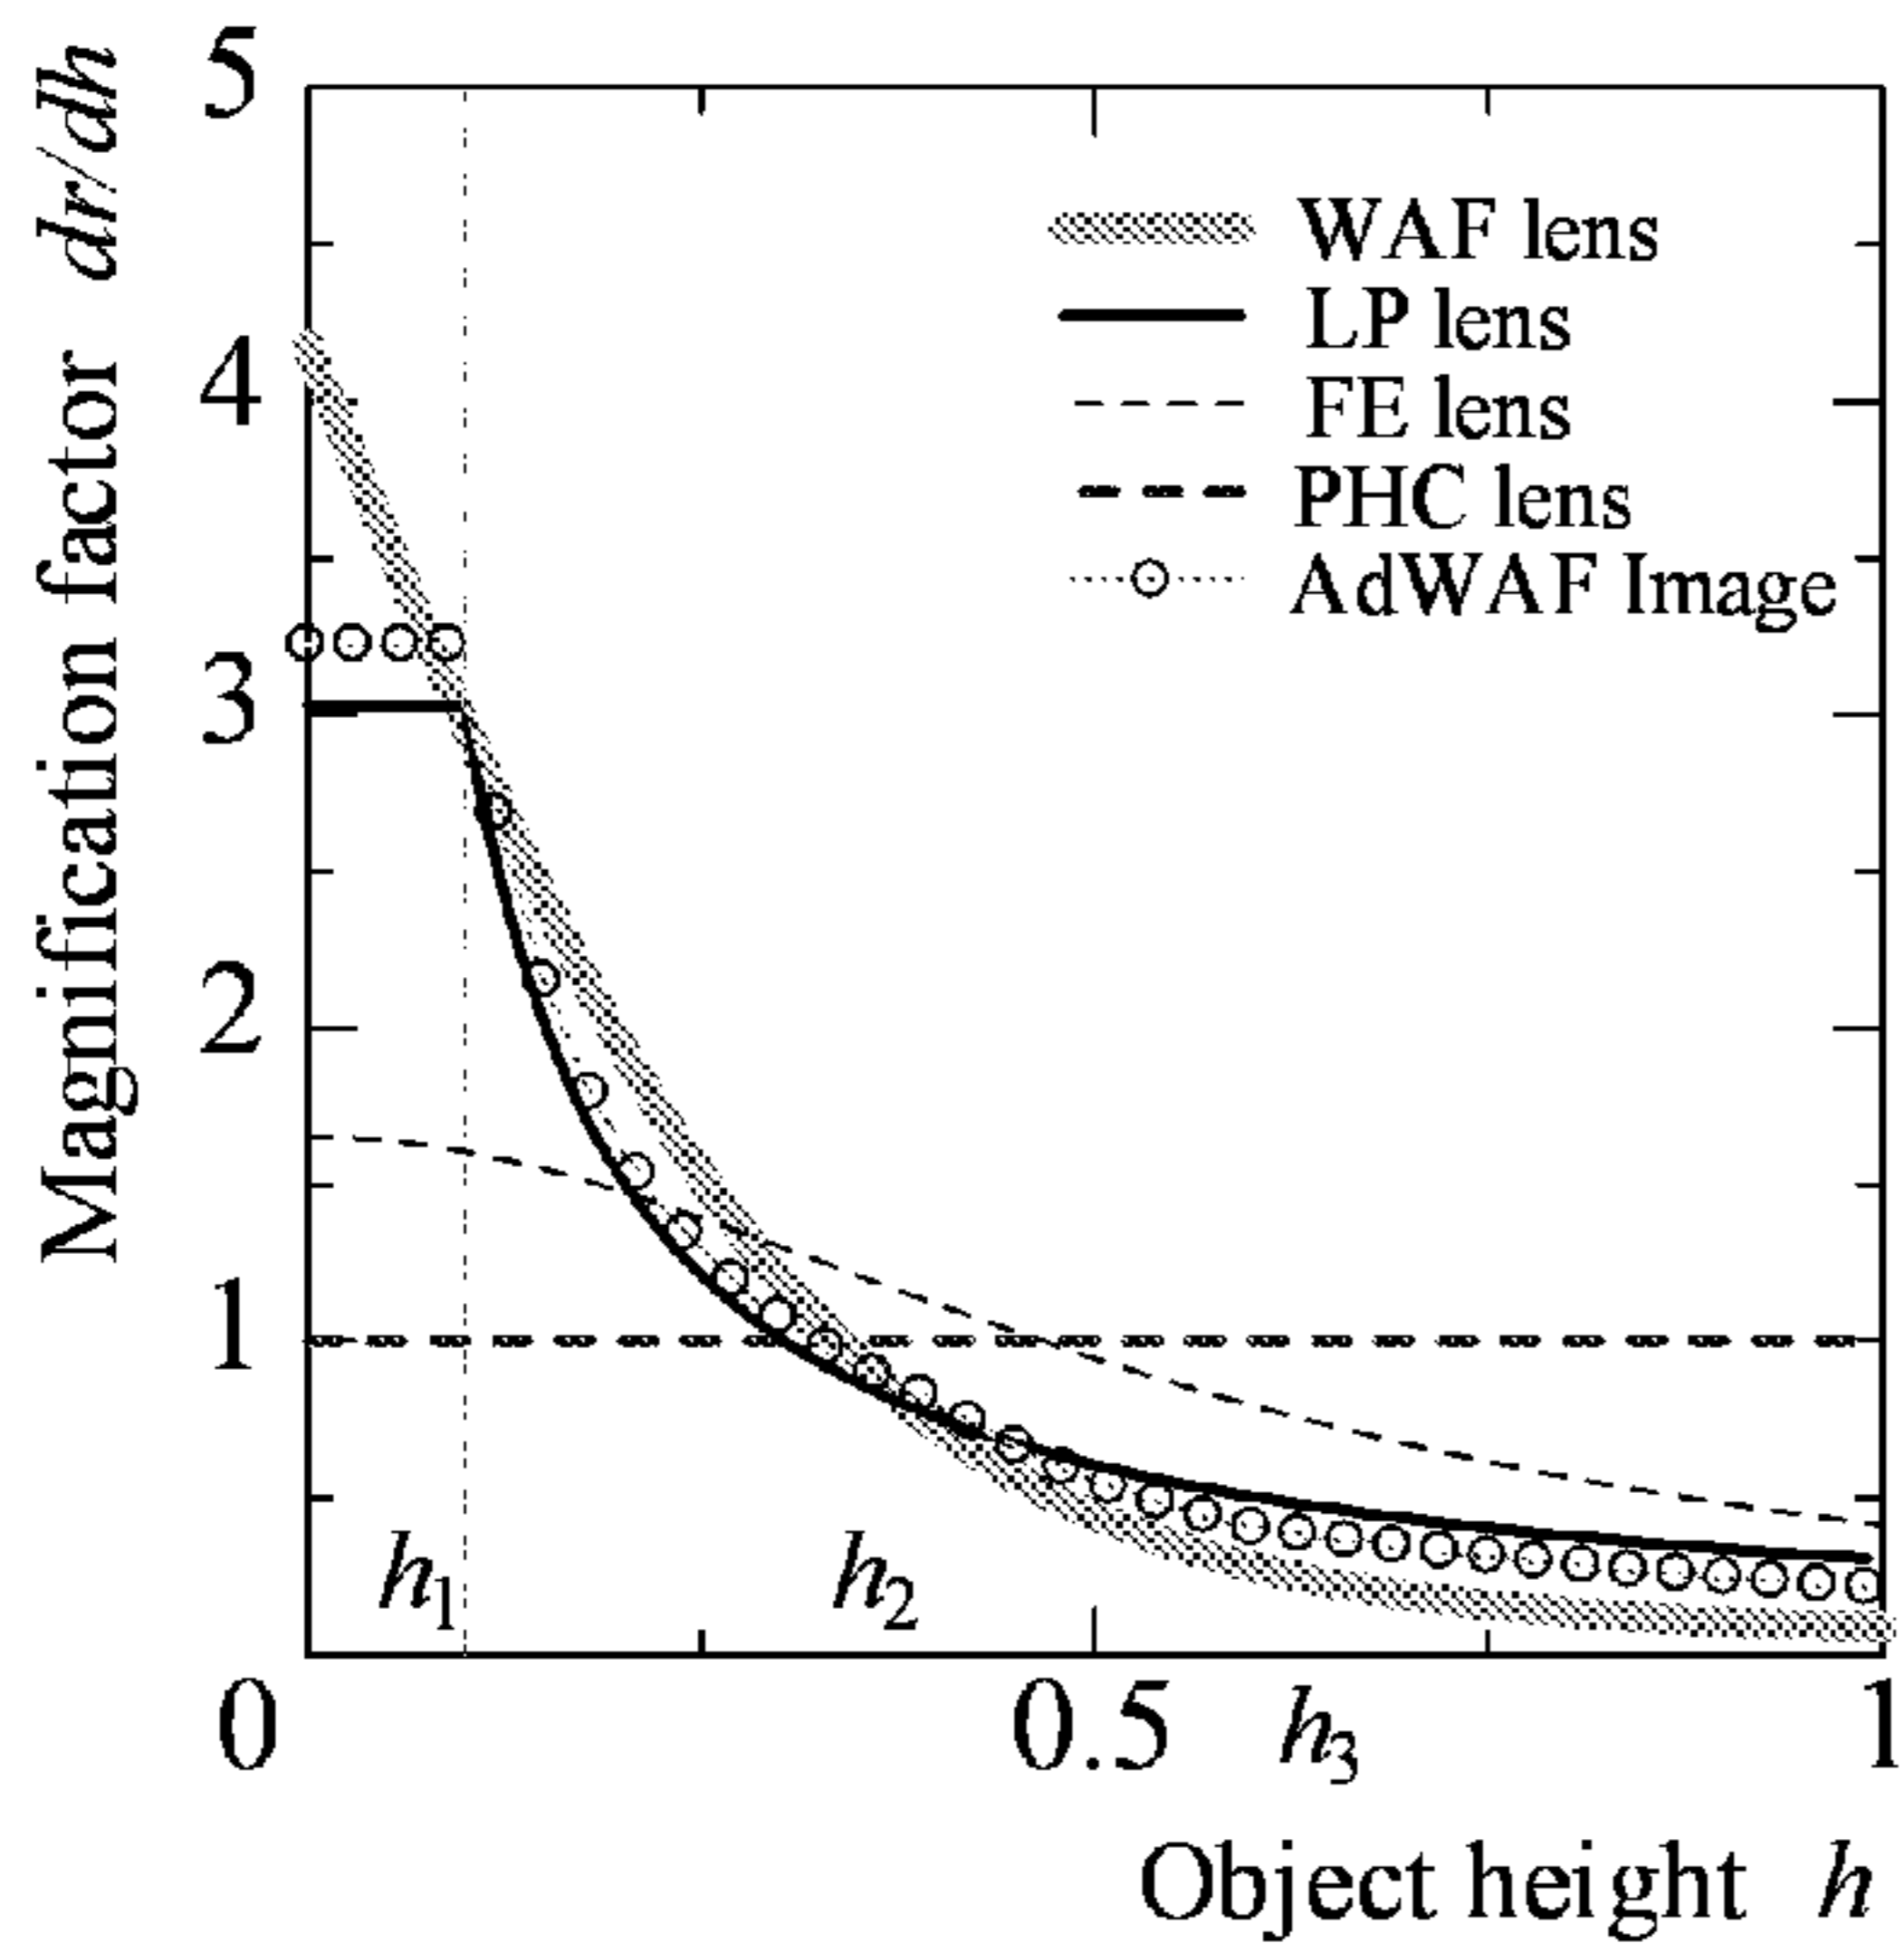 Magnification factor dr/dh
5
4
3
2
1
0
WAF lens
LP lens
FE lens
PHC lens
AdWAF Image
h1
h2
0.5
h3
1
Object height h